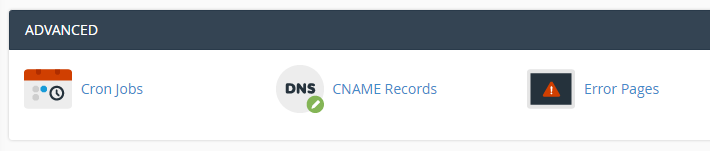 ADVANCED
Cron Jobs
DNS
CNAME Records
Error Pages